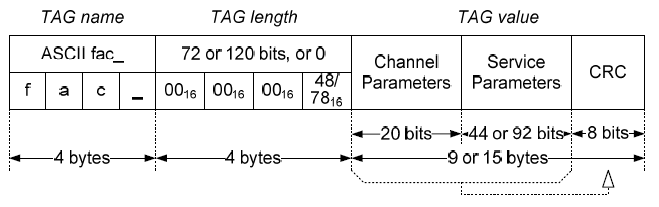 TAG name TAG length TAG value
ASCII fac_ 72 or 120 bits, or 0 Channel Parameters Service Parameters CRC
f a c _ 00₁₆ 00₁₆ 00₁₆ 48/78₁₆
20 bits 44 or 92 bits 8 bits
4 bytes 4 bytes 9 or 15 bytes